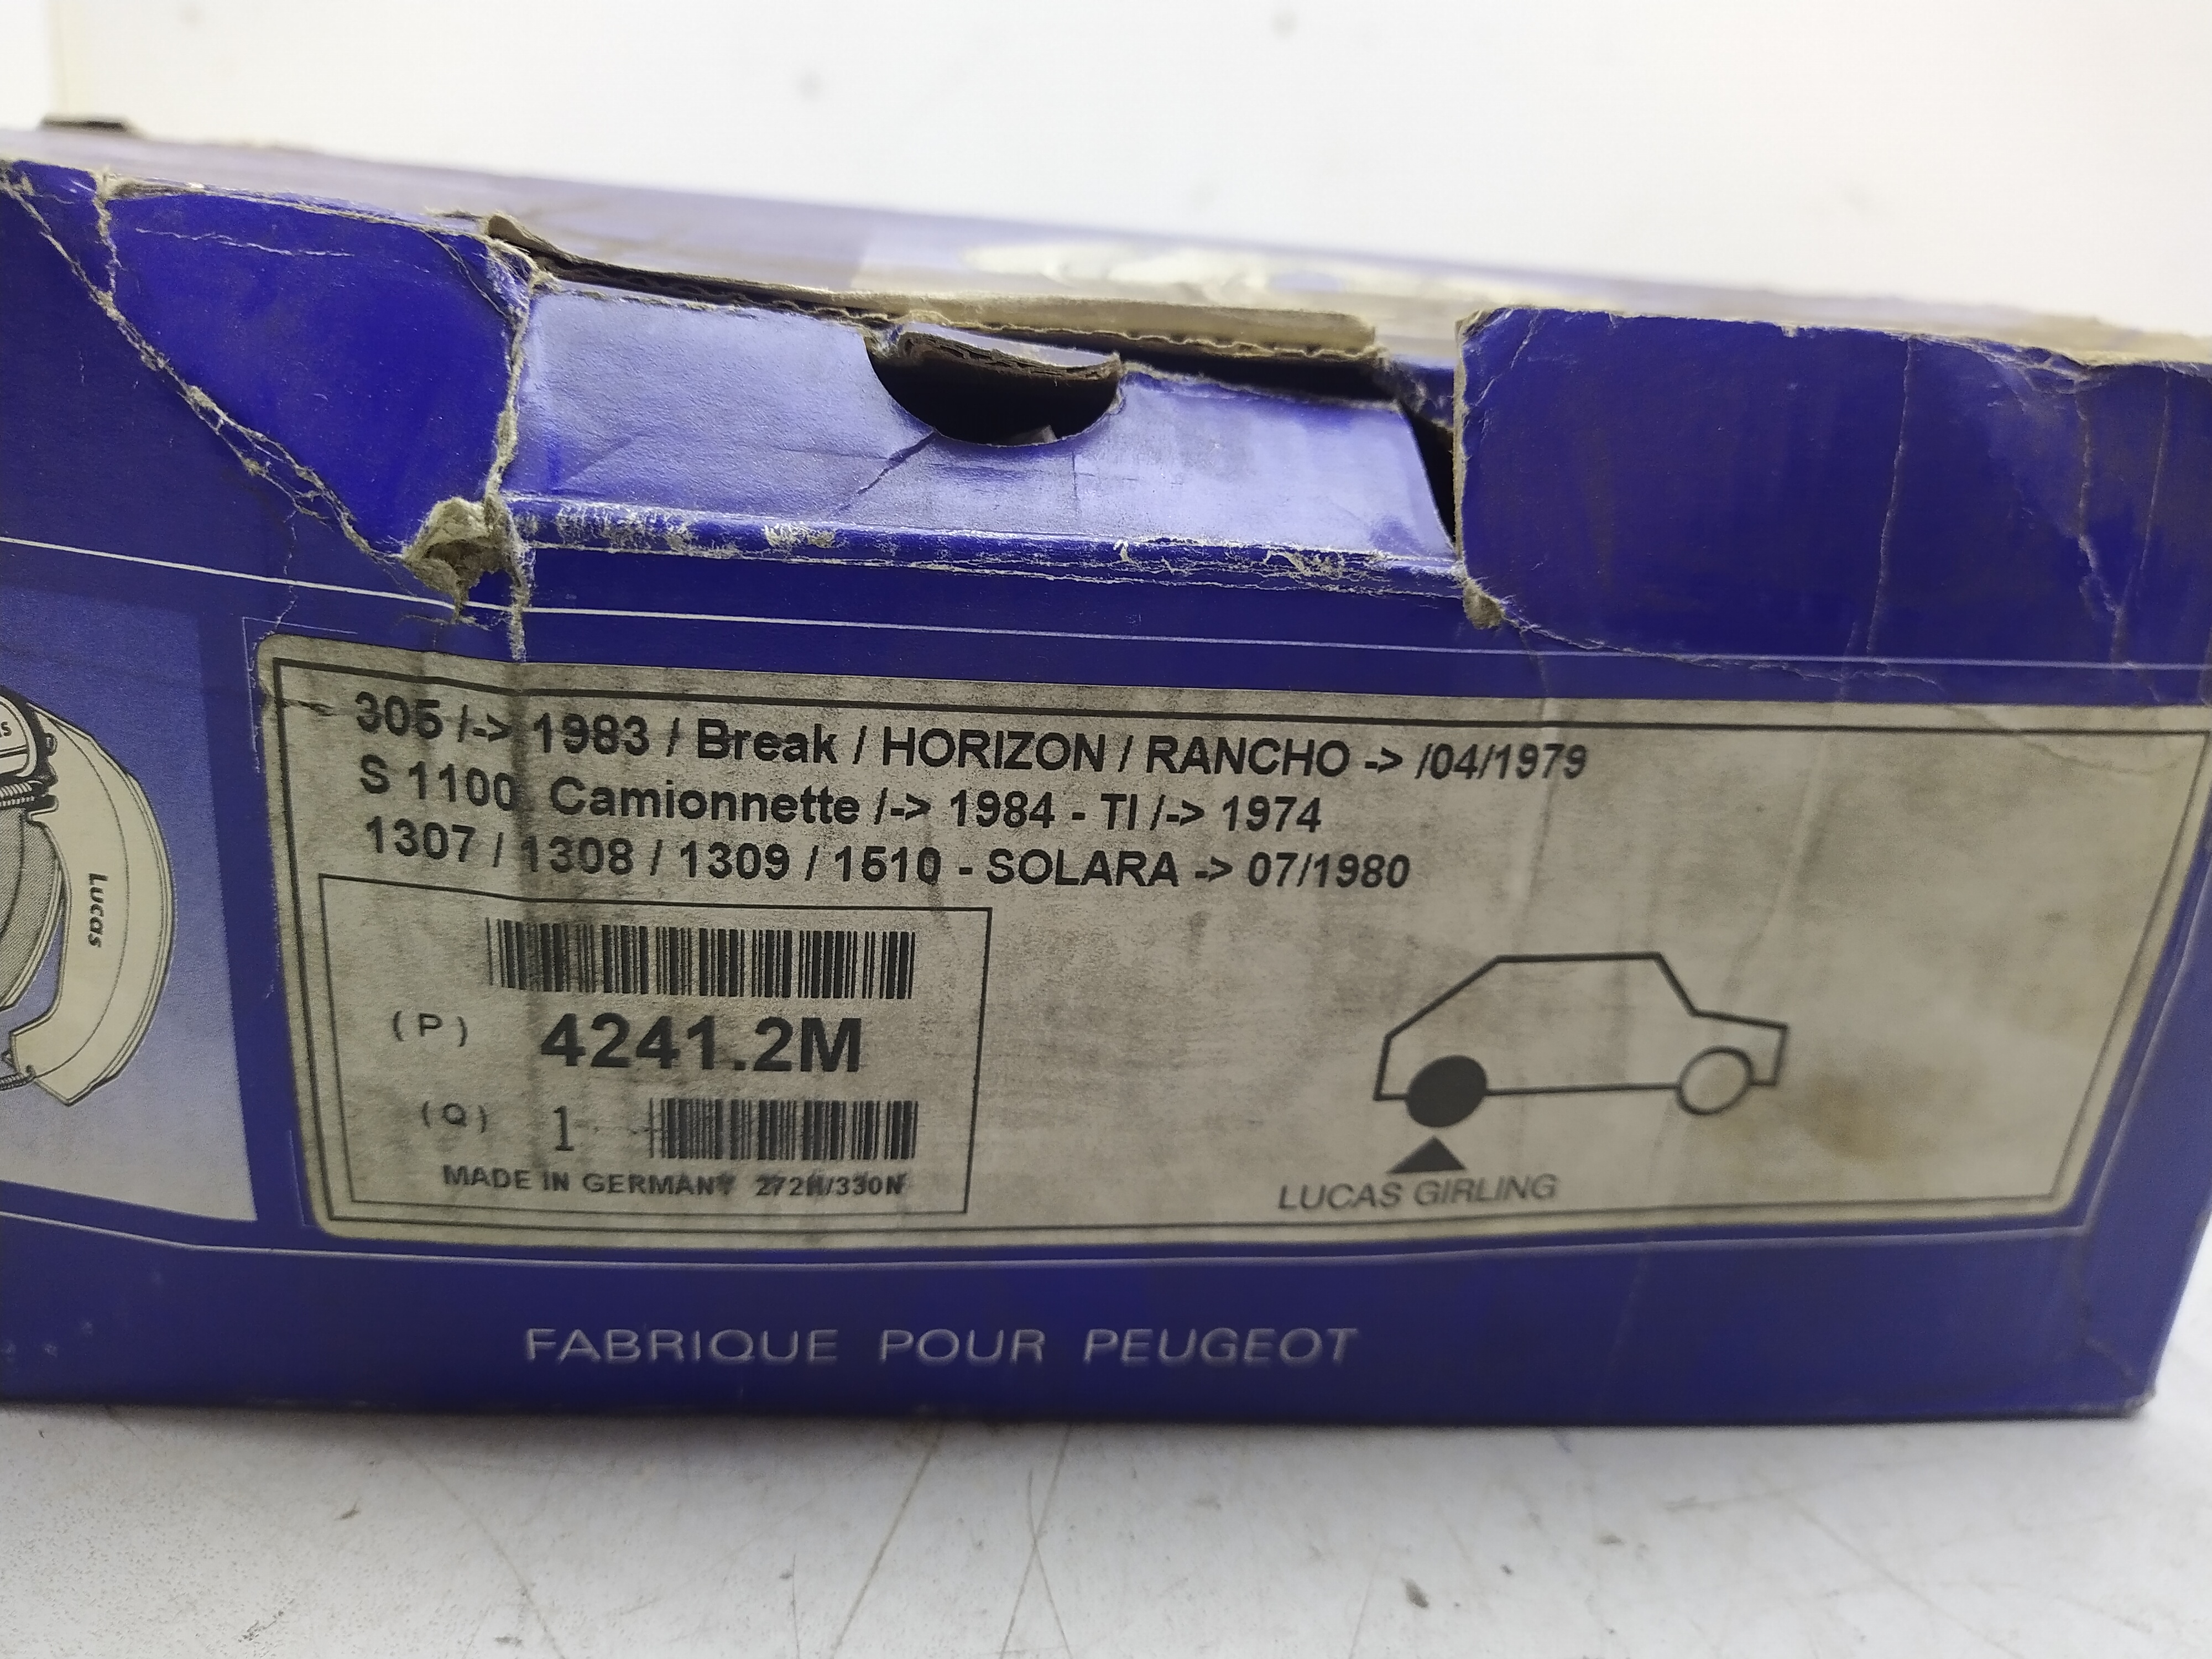 305 /-> 1983 / Break / HORIZON / RANCHO -> /04/1979
S 1100 Camionnette /-> 1984 - TI /-> 1974
1307 / 1308 / 1309 / 1510 - SOLARA -> 07/1980
Lucas
(P) 4241.2M
(Q) 1
MADE IN GERMANY 272N/330N
LUCAS GIRLING
FABRIQUE POUR PEUGEOT